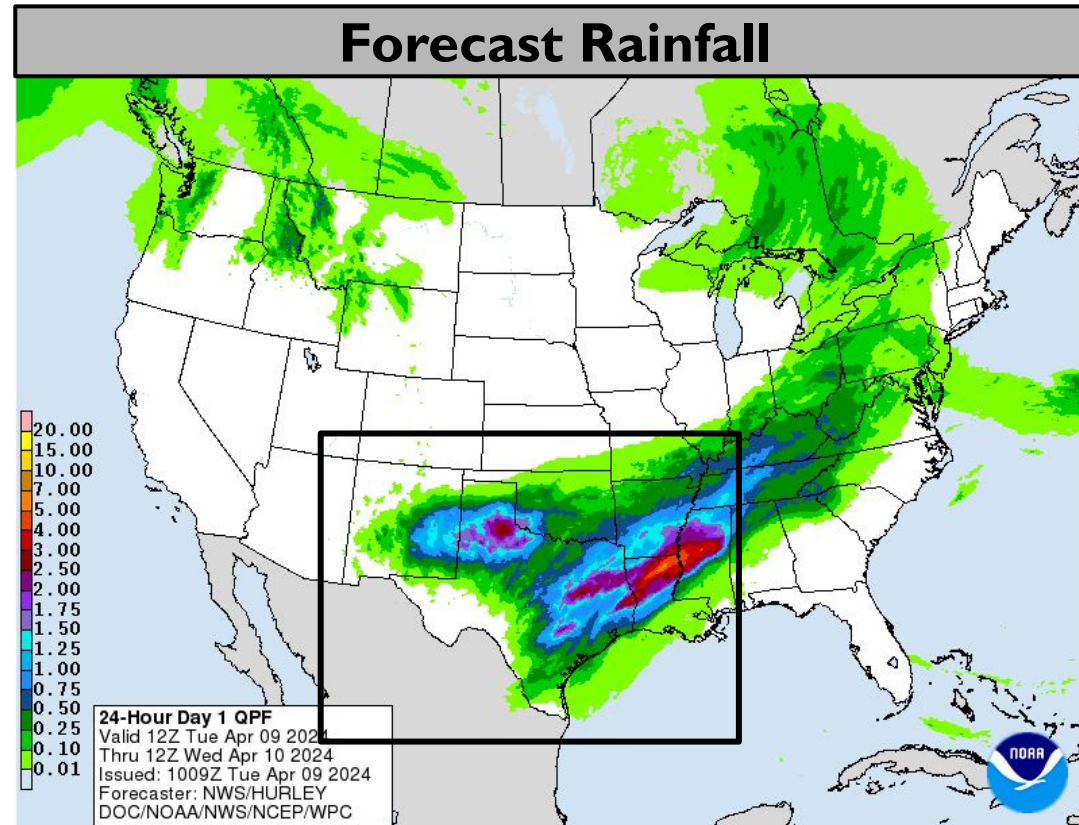 Forecast Rainfall
20.00
15.00
10.00
7.00
5.00
4.00
3.00
2.50
2.00
1.75
1.50
1.25
1.00
0.75
0.50
0.25
0.10
0.01
24-Hour Day 1 QPF
Valid 12Z Tue Apr 09 2024
Thru 12Z Wed Apr 10 2024
Issued: 1009Z Tue Apr 09 2024
Forecaster: NWS/HURLEY
DOC/NOAA/NWS/NCEP/WPC
NOAA